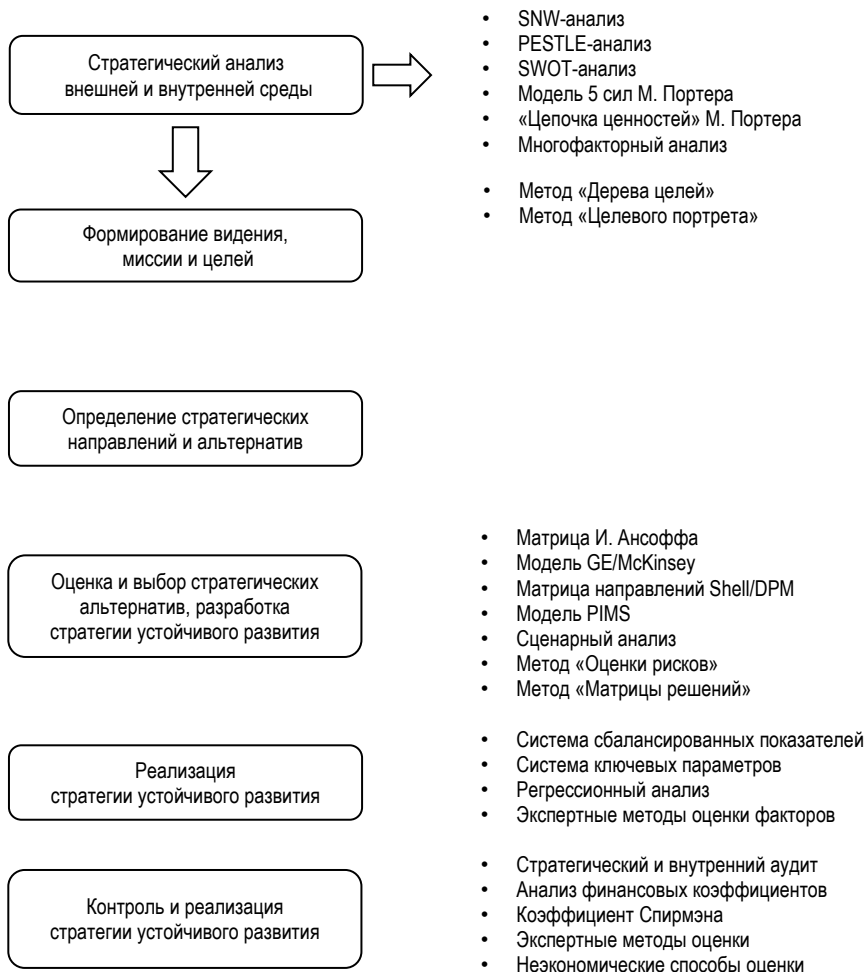 Стратегический анализ
внешней и внутренней среды
• SNW-анализ
• PESTLE-анализ
• SWOT-анализ
• Модель 5 сил М. Портера
• «Цепочка ценностей» М. Портера
• Многофакторный анализ
Формирование видения,
миссии и целей
• Метод «Дерева целей»
• Метод «Целевого портрета»
Определение стратегических
направлений и альтернатив
Оценка и выбор стратегических
альтернатив, разработка
стратегии устойчивого развития
• Матрица И. Ансоффа
• Модель GE/McKinsey
• Матрица направлений Shell/DPM
• Модель PIMS
• Сценарный анализ
• Метод «Оценки рисков»
• Метод «Матрицы решений»
Реализация
стратегии устойчивого развития
• Система сбалансированных показателей
• Система ключевых параметров
• Регрессионный анализ
• Экспертные методы оценки факторов
Контроль и реализация
стратегии устойчивого развития
• Стратегический и внутренний аудит
• Анализ финансовых коэффициентов
• Коэффициент Спирмэна
• Экспертные методы оценки
• Неэкономические способы оценки